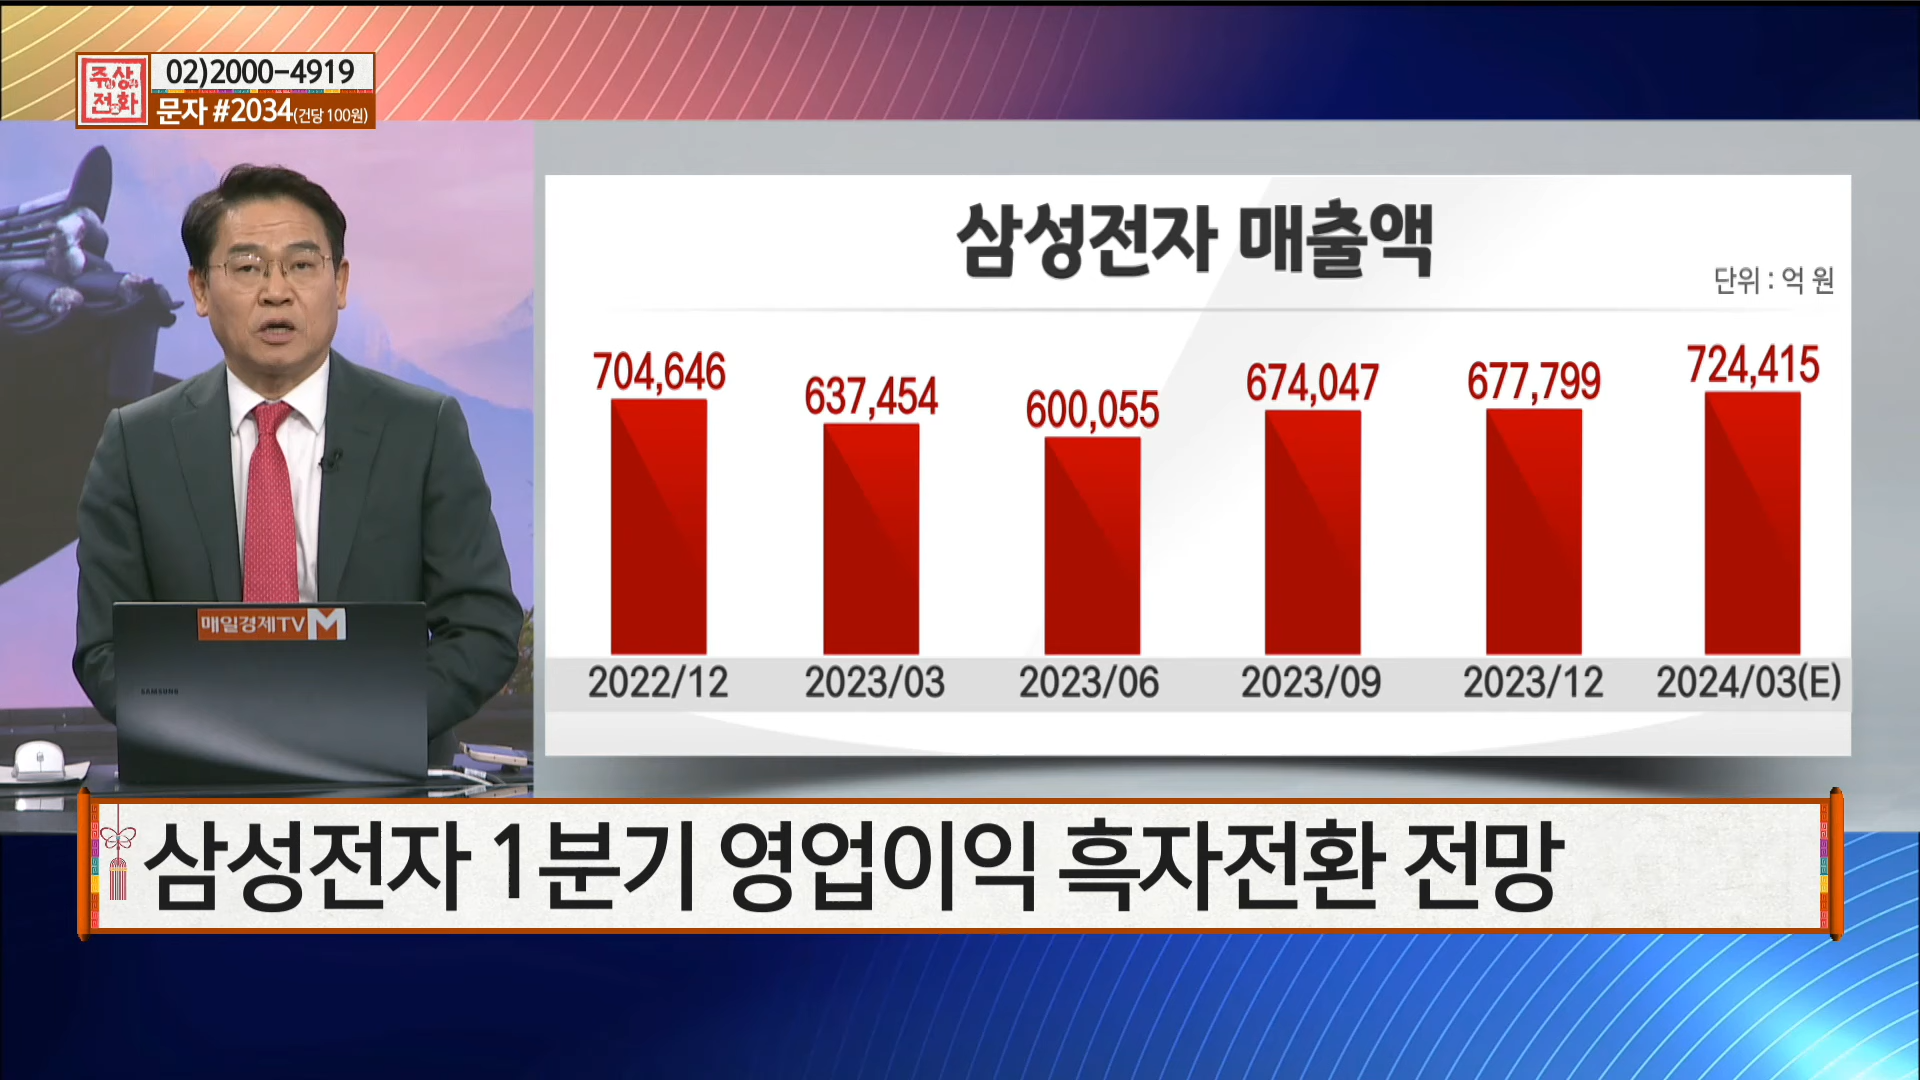 주상
전화
02)2000-4919
문자 #2034(건당 100원)
삼성전자 매출액
단위 : 억 원
704,646
637,454
600,055
674,047
677,799
724,415
2022/12
2023/03
2023/06
2023/09
2023/12
2024/03(E)
매일경제TV M
SAMSUNG
삼성전자 1분기 영업이익 흑자전환 전망